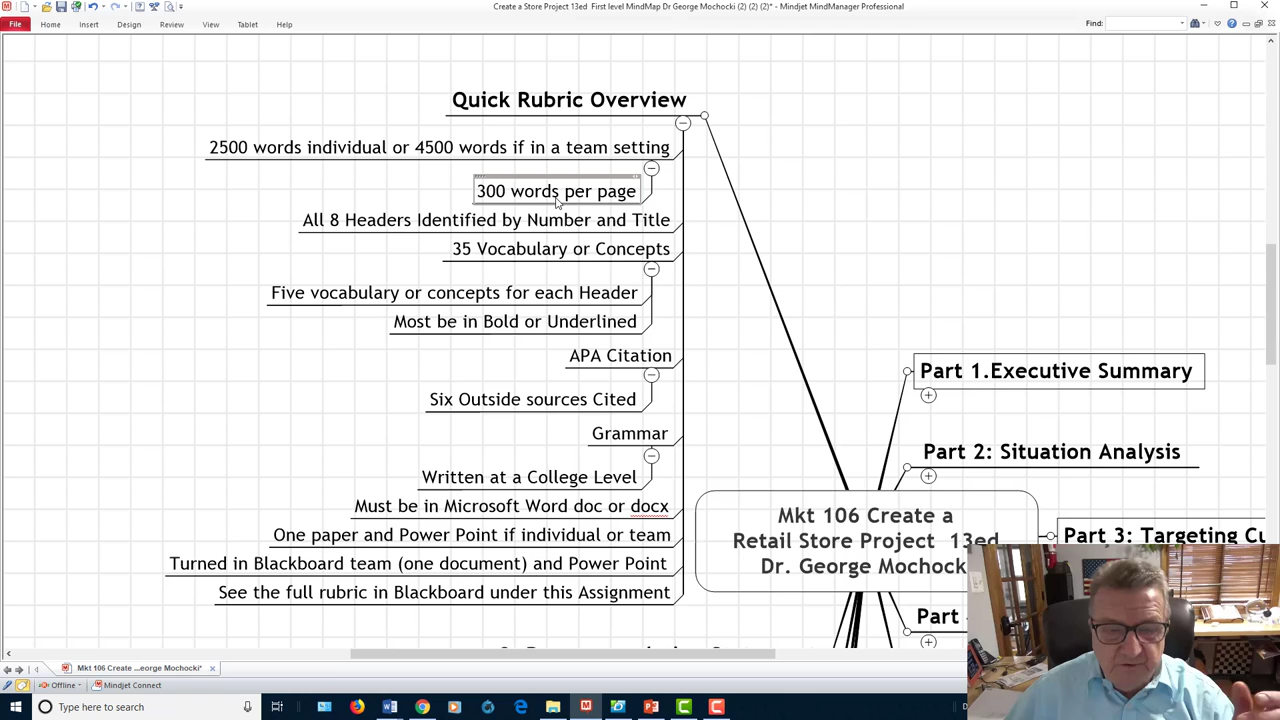 Create a Store Project 13ed First level MindMap Dr George Mochocki (2) (2) (2)* - Mindjet MindManager Professional
File Home Insert Design Review View Tablet Help Find:
Quick Rubric Overview
2500 words individual or 4500 words if in a team setting
300 words per page
All 8 Headers Identified by Number and Title
35 Vocabulary or Concepts
Five vocabulary or concepts for each Header
Most be in Bold or Underlined
APA Citation
Six Outside sources Cited
Grammar
Written at a College Level
Must be in Microsoft Word doc or docx
One paper and Power Point if individual or team
Turned in Blackboard team (one document) and Power Point
See the full rubric in Blackboard under this Assignment
Part 1.Executive Summary
Part 2: Situation Analysis
Part 3: Targeting Cu
Mkt 106 Create a
Retail Store Project 13ed
Dr. George Mochock
Part
Mkt 106 Create ...eorge Mochocki*
Offline Mindjet Connect
Type here to search